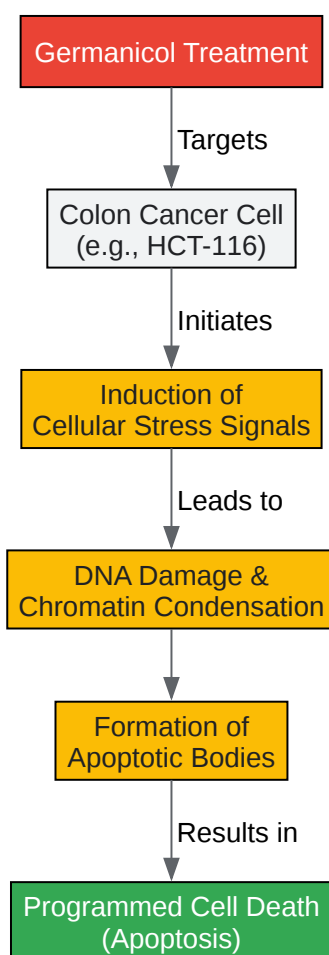 Germanicol Treatment
Targets
Colon Cancer Cell
(e.g., HCT-116)
Initiates
Induction of
Cellular Stress Signals
Leads to
DNA Damage &
Chromatin Condensation
Formation of
Apoptotic Bodies
Results in
Programmed Cell Death
(Apoptosis)